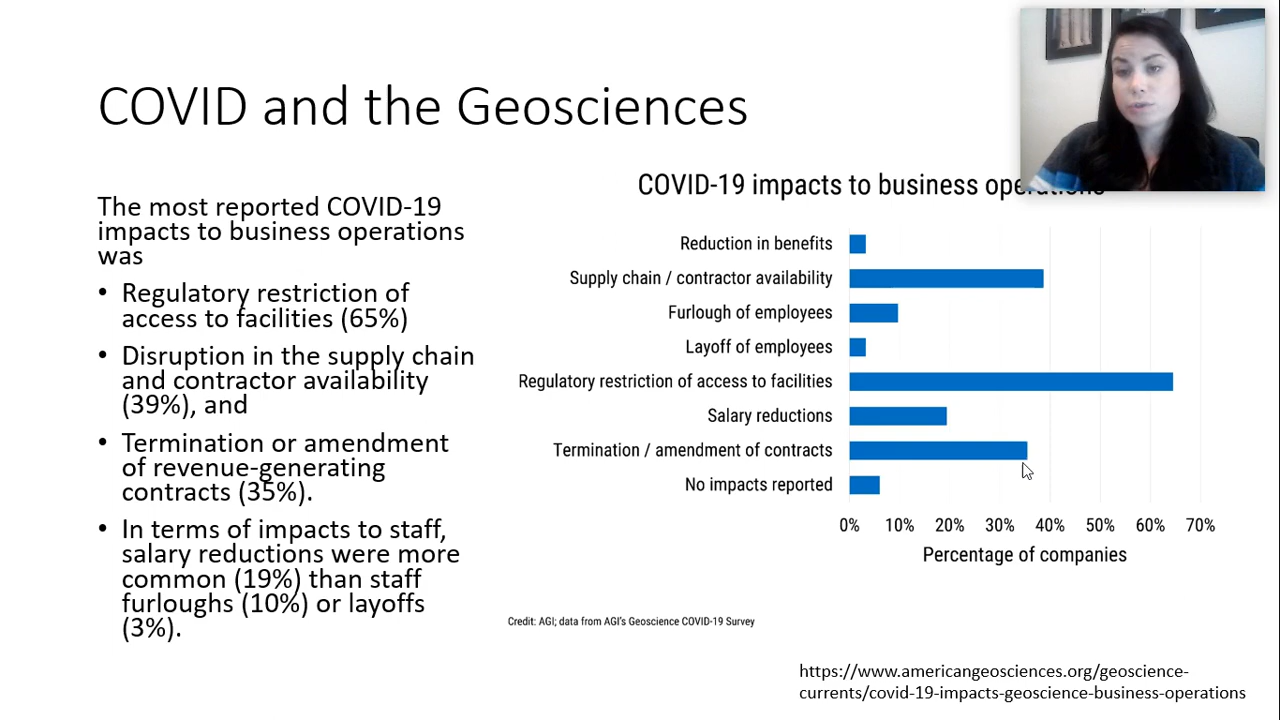 COVID and the Geosciences
The most reported COVID-19
impacts to business operations
was
• Regulatory restriction of
access to facilities (65%)
• Disruption in the supply chain
and contractor availability
(39%), and
• Termination or amendment
of revenue-generating
contracts (35%).
• In terms of impacts to staff,
salary reductions were more
common (19%) than staff
furloughs (10%) or layoffs
(3%).
COVID-19 impacts to business operations
Reduction in benefits
Supply chain / contractor availability
Furlough of employees
Layoff of employees
Regulatory restriction of access to facilities
Salary reductions
Termination / amendment of contracts
No impacts reported
0% 10% 20% 30% 40% 50% 60% 70%
Percentage of companies
Credit: AGI; data from AGI's Geoscience COVID-19 Survey
https://www.americangeosciences.org/geoscience-
currents/covid-19-impacts-geoscience-business-operations